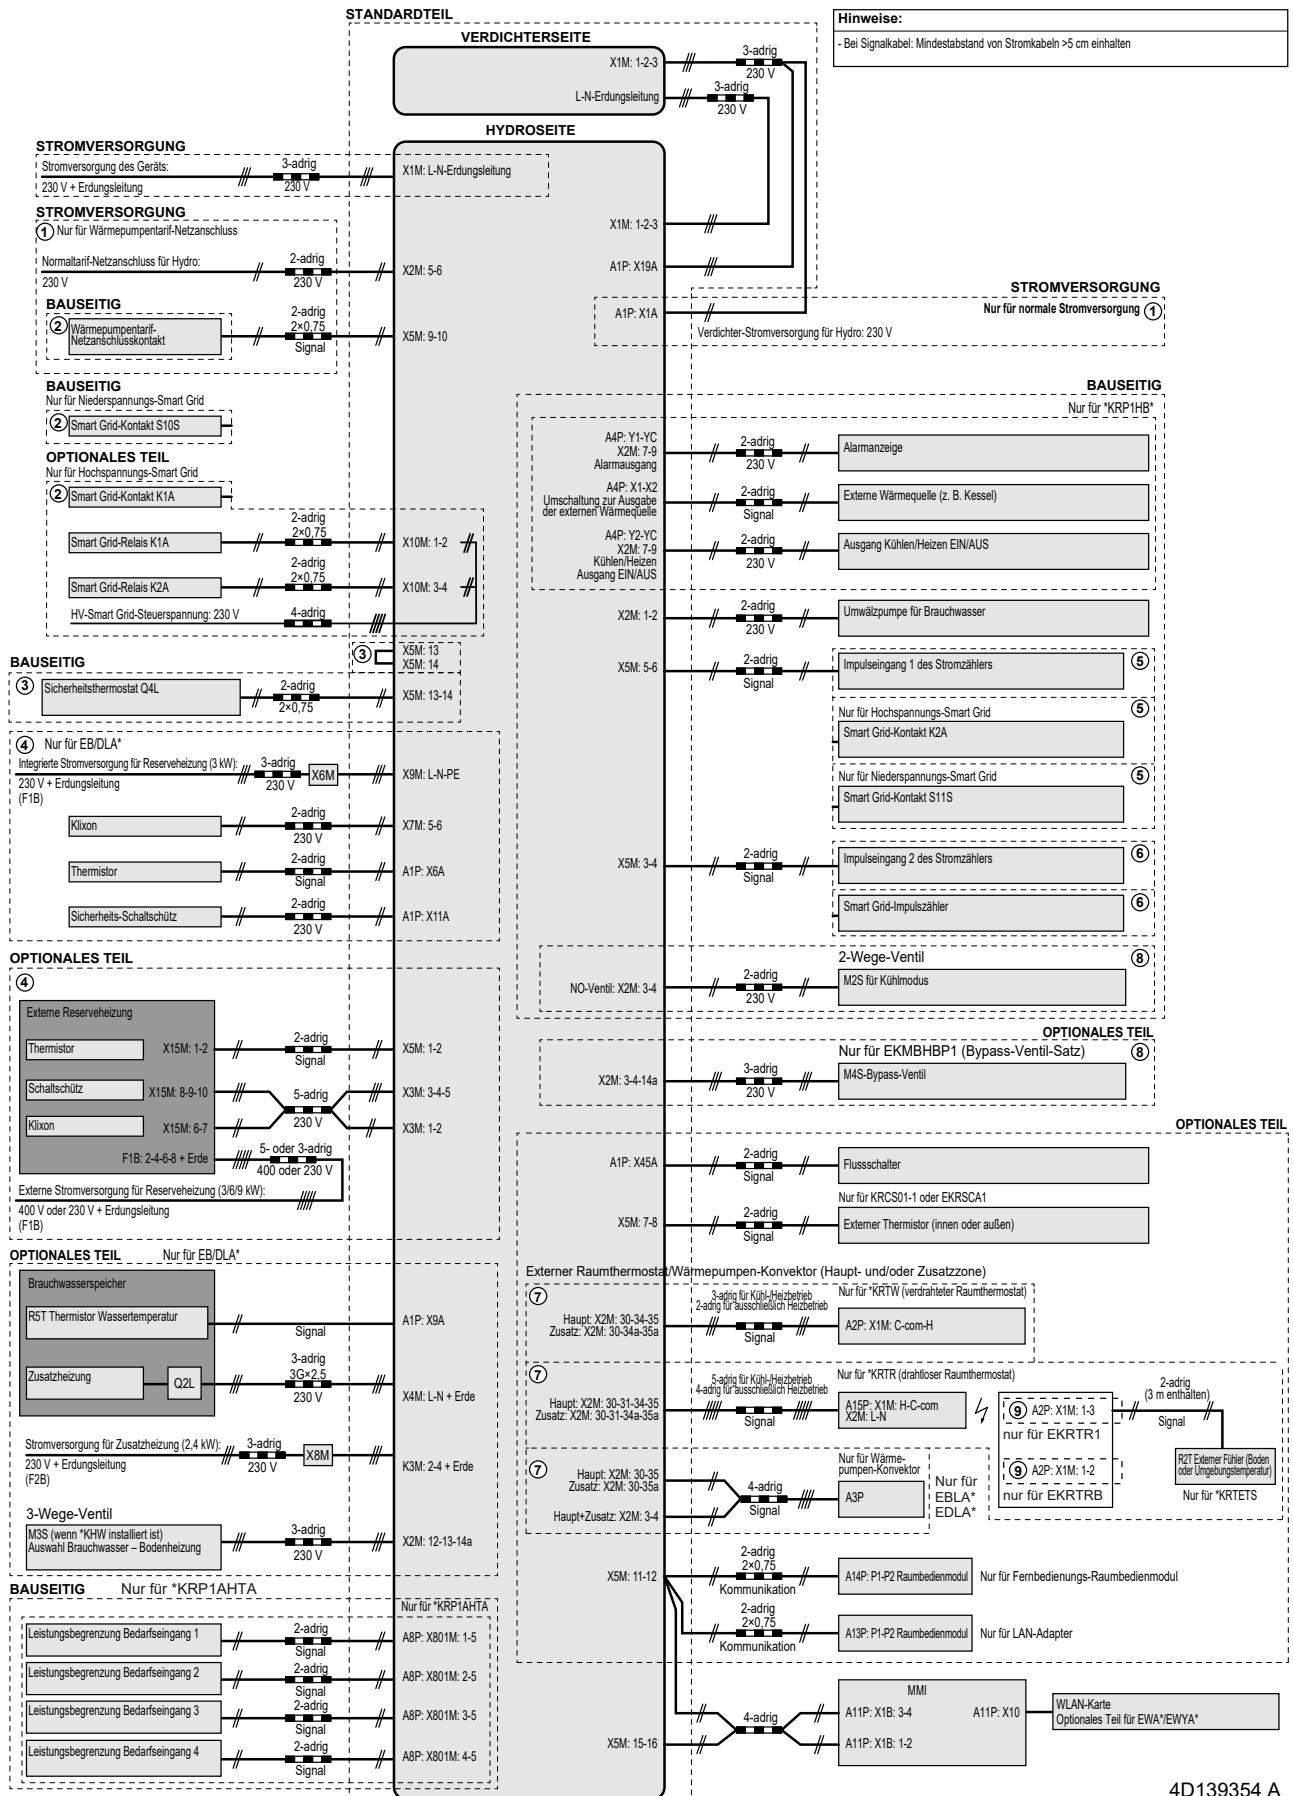 STANDARDTEIL
Hinweise:
- Bei Signalkabel: Mindestabstand von Stromkabeln >5 cm einhalten
VERDICHTERSEITE
X1M: 1-2-3
3-adrig
230 V
L-N-Erdungsleitung
3-adrig
230 V
HYDROSEITE
STROMVERSORGUNG
Stromversorgung des Geräts:
230 V + Erdungsleitung
3-adrig
230 V
X1M: L-N-Erdungsleitung
STROMVERSORGUNG
1 Nur für Wärmepumpentarif-Netzanschluss
Normaltarif-Netzanschluss für Hydro:
230 V
2-adrig
230 V
X2M: 5-6
BAUSEITIG
2 Wärmepumpentarif-
Netzanschlusskontakt
2-adrig
2×0,75
Signal
X5M: 9-10
BAUSEITIG
Nur für Niederspannungs-Smart Grid
2 Smart Grid-Kontakt S10S
OPTIONALES TEIL
Nur für Hochspannungs-Smart Grid
2 Smart Grid-Kontakt K1A
Smart Grid-Relais K1A
2-adrig
2×0,75
X10M: 1-2
Smart Grid-Relais K2A
2-adrig
2×0,75
X10M: 3-4
HV-Smart Grid-Steuerspannung: 230 V
4-adrig
3
X5M: 13
X5M: 14
BAUSEITIG
3 Sicherheitsthermostat Q4L
2-adrig
2×0,75
X5M: 13-14
4 Nur für EB/DLA*
Integrierte Stromversorgung für Reserveheizung (3 kW):
230 V + Erdungsleitung
(F1B)
3-adrig
230 V
X6M
X9M: L-N-PE
Klixon
2-adrig
230 V
X7M: 5-6
Thermistor
2-adrig
Signal
A1P: X6A
Sicherheits-Schaltschütz
2-adrig
230 V
A1P: X11A
OPTIONALES TEIL
4
Externe Reserveheizung
Thermistor
X15M: 1-2
2-adrig
Signal
X5M: 1-2
Schaltschütz
X15M: 8-9-10
5-adrig
230 V
X3M: 3-4-5
Klixon
X15M: 6-7
X3M: 1-2
F1B: 2-4-6-8 + Erde
5- oder 3-adrig
400 oder 230 V
Externe Stromversorgung für Reserveheizung (3/6/9 kW):
400 V oder 230 V + Erdungsleitung
(F1B)
OPTIONALES TEIL
Nur für EB/DLA*
Brauchwasserspeicher
R5T Thermistor Wassertemperatur
Signal
A1P: X9A
Zusatzheizung
Q2L
3-adrig
3G×2,5
230 V
X4M: L-N + Erde
Stromversorgung für Zusatzheizung (2,4 kW):
230 V + Erdungsleitung
(F2B)
3-adrig
230 V
X8M
K3M: 2-4 + Erde
3-Wege-Ventil
M3S (wenn *KHW installiert ist)
Auswahl Brauchwasser – Bodenheizung
3-adrig
230 V
X2M: 12-13-14a
BAUSEITIG
Nur für *KRP1AHTA
Nur für *KRP1AHTA
Leistungsbegrenzung Bedarfseingang 1
2-adrig
Signal
A8P: X801M: 1-5
Leistungsbegrenzung Bedarfseingang 2
2-adrig
Signal
A8P: X801M: 2-5
Leistungsbegrenzung Bedarfseingang 3
2-adrig
Signal
A8P: X801M: 3-5
Leistungsbegrenzung Bedarfseingang 4
2-adrig
Signal
A8P: X801M: 4-5
X1M: 1-2-3
A1P: X19A
STROMVERSORGUNG
A1P: X1A
Nur für normale Stromversorgung 1
Verdichter-Stromversorgung für Hydro: 230 V
BAUSEITIG
Nur für *KRP1HB*
A4P: Y1-YC
X2M: 7-9
Alarmausgang
2-adrig
230 V
Alarmanzeige
A4P: X1-X2
Umschaltung zur Ausgabe
der externen Wärmequelle
2-adrig
Signal
Externe Wärmequelle (z. B. Kessel)
A4P: Y2-YC
X2M: 7-9
Kühlen/Heizen
Ausgang EIN/AUS
2-adrig
230 V
Ausgang Kühlen/Heizen EIN/AUS
X2M: 1-2
2-adrig
230 V
Umwälzpumpe für Brauchwasser
X5M: 5-6
2-adrig
Signal
Impulseingang 1 des Stromzählers
5
Nur für Hochspannungs-Smart Grid
5
Smart Grid-Kontakt K2A
Nur für Niederspannungs-Smart Grid
5
Smart Grid-Kontakt S11S
X5M: 3-4
2-adrig
Signal
Impulseingang 2 des Stromzählers
6
Smart Grid-Impulszähler
6
2-Wege-Ventil
8
NO-Ventil: X2M: 3-4
2-adrig
230 V
M2S für Kühlmodus
OPTIONALES TEIL
Nur für EKMBHBP1 (Bypass-Ventil-Satz)
8
X2M: 3-4-14a
3-adrig
230 V
M4S-Bypass-Ventil
OPTIONALES TEIL
A1P: X45A
2-adrig
Signal
Flussschalter
Nur für KRCS01-1 oder EKRSCA1
X5M: 7-8
2-adrig
Signal
Externer Thermistor (innen oder außen)
Externer Raumthermostat/Wärmepumpen-Konvektor (Haupt- und/oder Zusatzzone)
7
3-adrig für Kühl-/Heizbetrieb
2-adrig für ausschließlich Heizbetrieb
Nur für *KRTW (verdrahteter Raumthermostat)
Haupt: X2M: 30-34-35
Zusatz: X2M: 30-34a-35a
Signal
A2P: X1M: C-com-H
7
5-adrig für Kühl-/Heizbetrieb
4-adrig für ausschließlich Heizbetrieb
Nur für *KRTR (drahtloser Raumthermostat)
Haupt: X2M: 30-31-34-35
Zusatz: X2M: 30-31-34a-35a
Signal
A15P: X1M: H-C-com
X2M: L-N
9 A2P: X1M: 1-3
nur für EKRTR1
9 A2P: X1M: 1-2
nur für EKRTRB
2-adrig
(3 m enthalten)
Signal
R2T Externer Fühler (Boden
oder Umgebungstemperatur)
Nur für *KRTETS
7
Haupt: X2M: 30-35
Zusatz: X2M: 30-35a
Haupt+Zusatz: X2M: 3-4
4-adrig
Signal
Nur für Wärme-
pumpen-Konvektor
A3P
Nur für
EBLA*
EDLA*
X5M: 11-12
2-adrig
2×0,75
Kommunikation
A14P: P1-P2 Raumbedienmodul
Nur für Fernbedienungs-Raumbedienmodul
2-adrig
2×0,75
Kommunikation
A13P: P1-P2 Raumbedienmodul
Nur für LAN-Adapter
X5M: 15-16
4-adrig
MMI
A11P: X1B: 3-4
A11P: X1B: 1-2
A11P: X10
WLAN-Karte
Optionales Teil für EWA*/EWYA*
4D139354 A